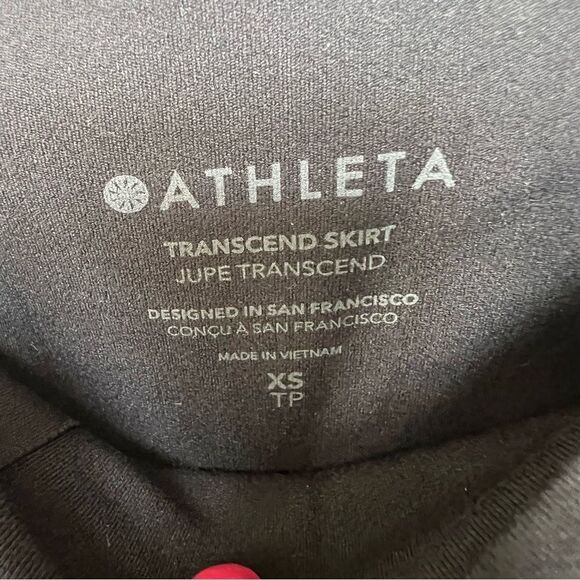 ATHLETA
TRANSCEND SKIRT
JUPE TRANSCEND
DESIGNED IN SAN FRANCISCO
CONÇU À SAN FRANCISCO
MADE IN VIETNAM
XS
TP